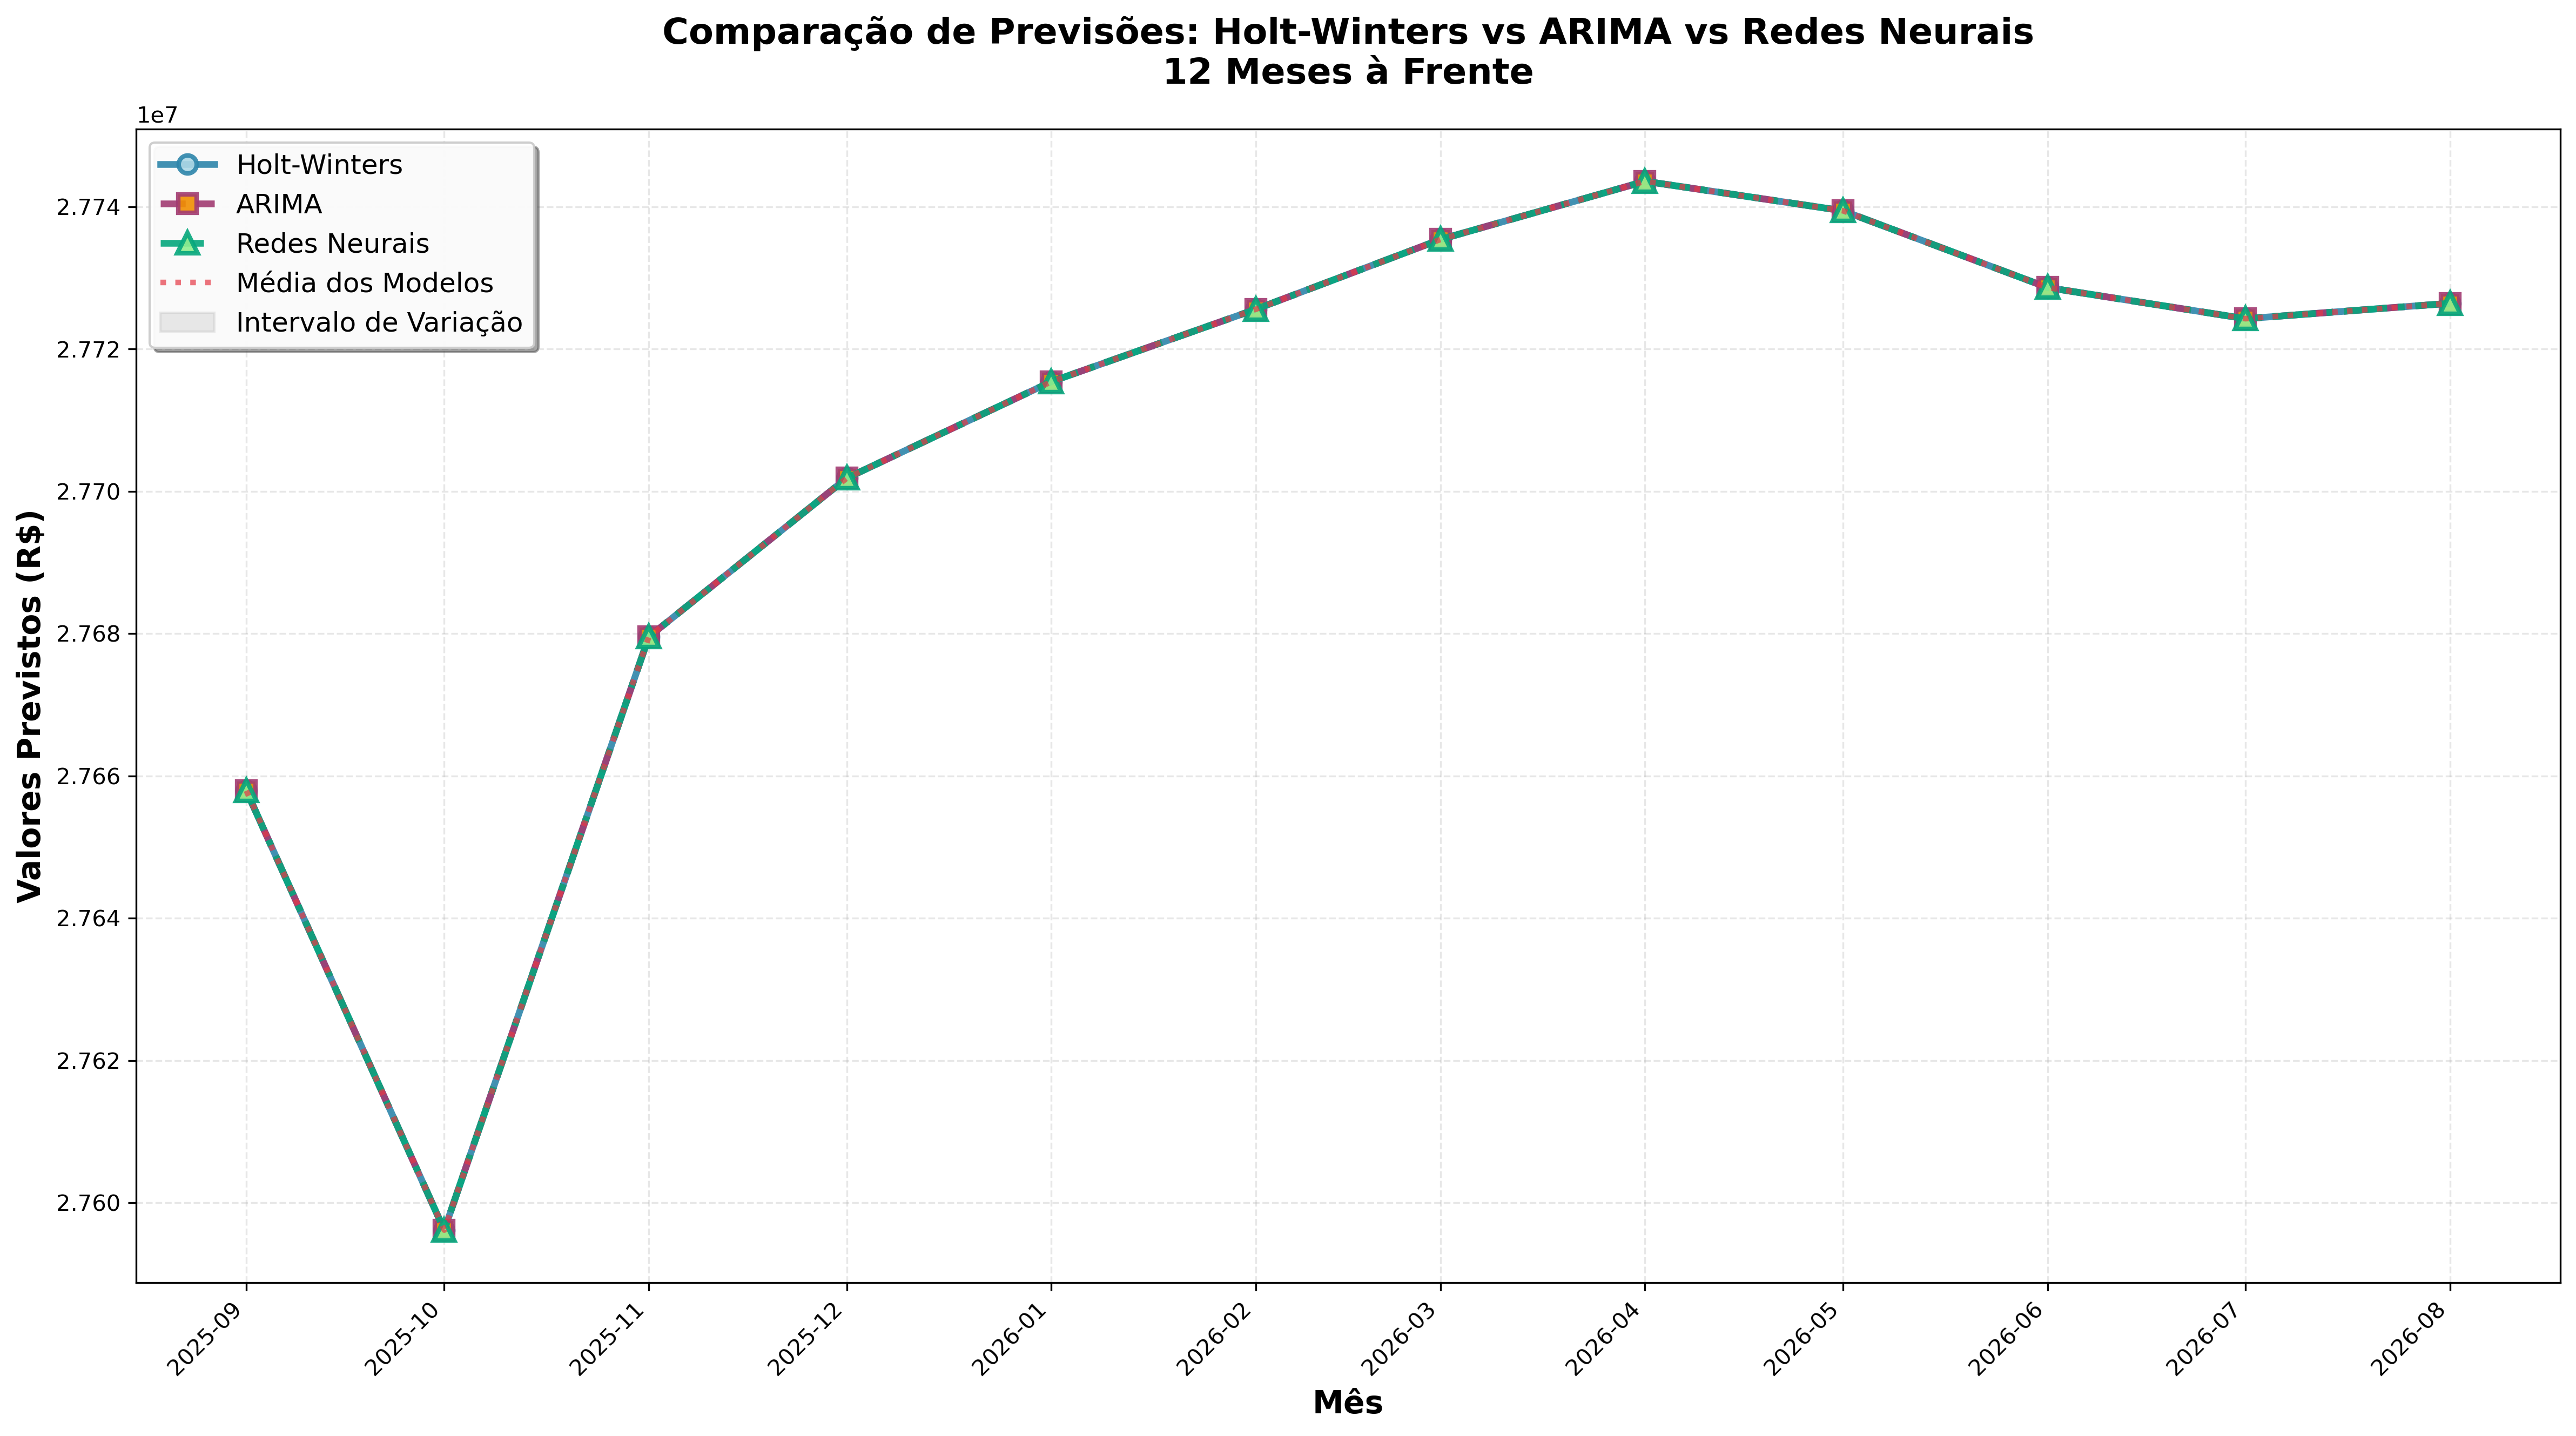 Comparação de Previsões: Holt-Winters vs ARIMA vs Redes Neurais
12 Meses à Frente
1e7
Holt-Winters
ARIMA
Redes Neurais
Média dos Modelos
Intervalo de Variação
2.774
2.772
2.770
2.768
2.766
2.764
2.762
2.760
Valores Previstos (R$)
2025-09
2025-10
2025-11
2025-12
2026-01
2026-02
2026-03
2026-04
2026-05
2026-06
2026-07
2026-08
Mês